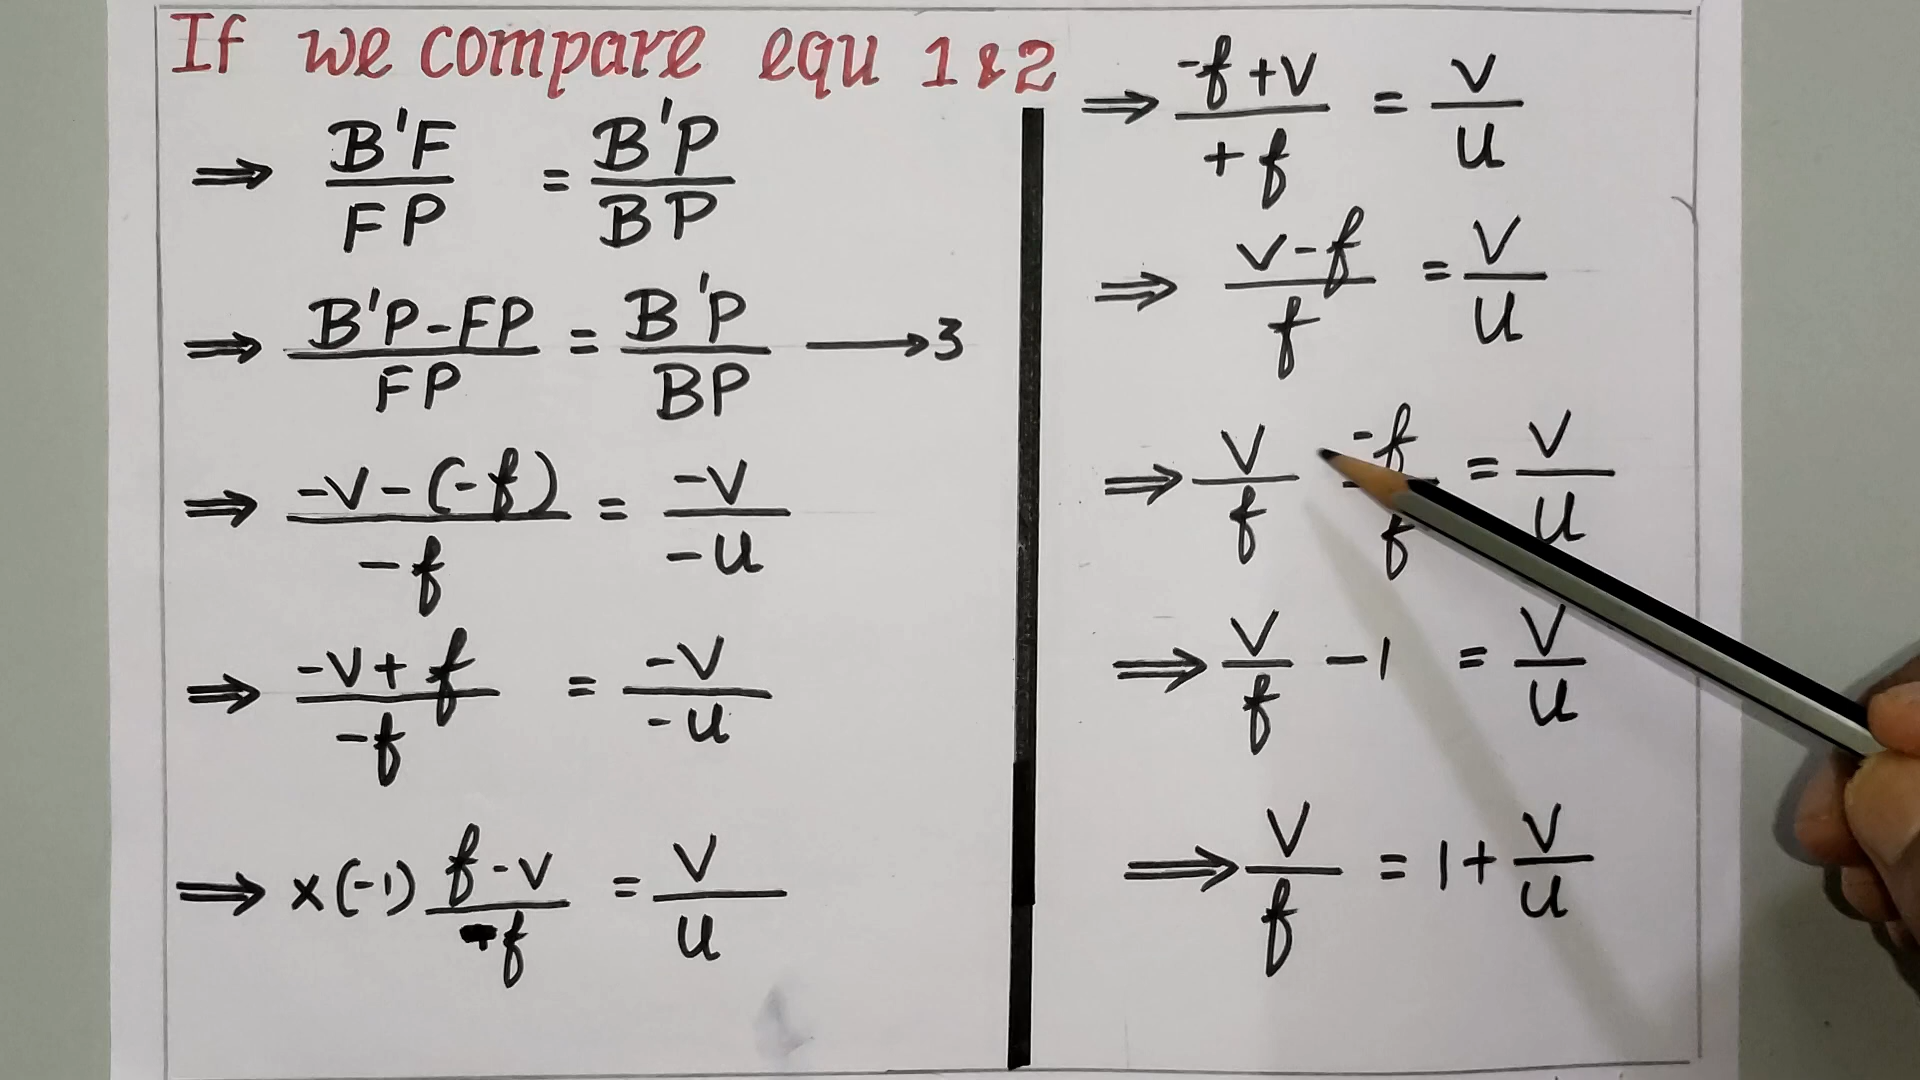 If we compare equ 1 & 2
⇒ B'F/FP = B'P/BP
⇒ (B'P-FP)/FP = B'P/BP ⟶ 3
⇒ (-v-(-f))/-f = -v/-u
⇒ (-v+f)/-f = -v/-u
⇒ x(-1) (f-v)/-f = v/u
⇒ (-f+v)/+f = v/u
⇒ (v-f)/f = v/u
⇒ v/f -f/f = v/u
⇒ v/f -1 = v/u
⇒ v/f = 1+v/u